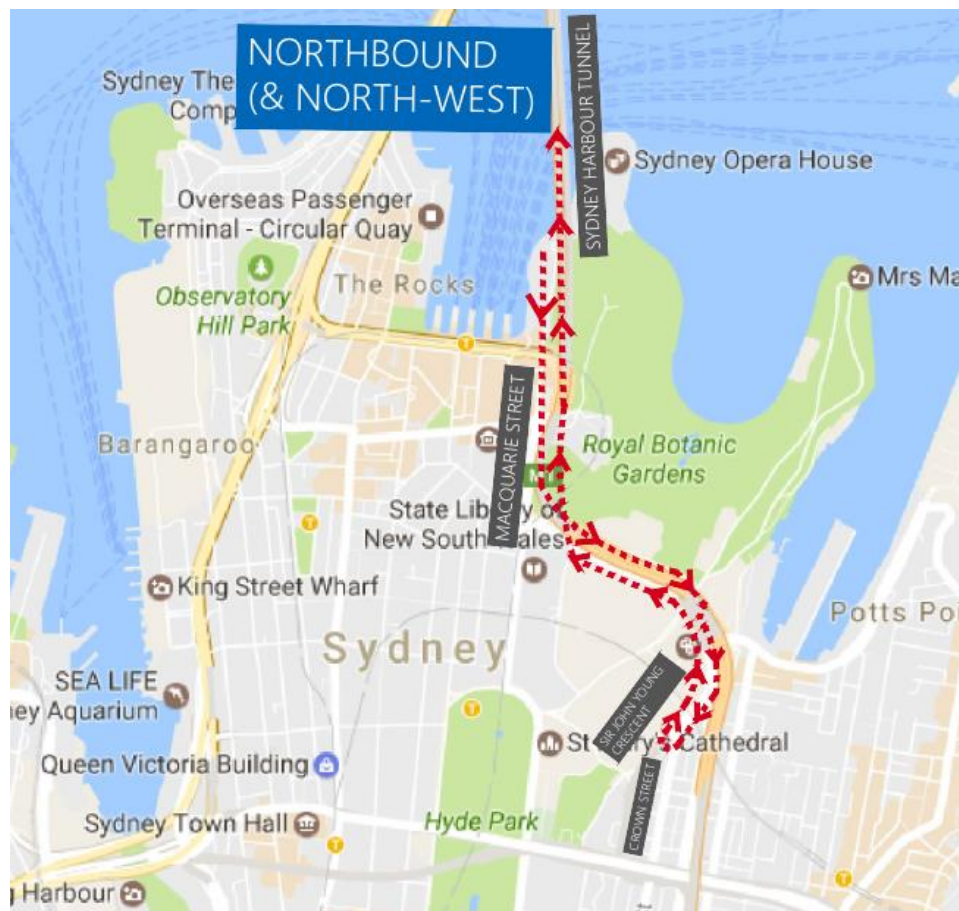 NORTHBOUND
(& NORTH-WEST)
SYDNEY HARBOUR TUNNEL
Sydney The
Comp
Sydney Opera House
Overseas Passenger
Terminal - Circular Quay
The Rocks
Mrs Ma
Observatory
Hill Park
T
MACQUARIE STREET
Barangaroo
Royal Botanic
Gardens
M1
State Library of
New South Wales
T
King Street Wharf
Potts Poi
Sydney
SEA LIFE
ney Aquarium
T
SIR JOHN YOUNG
CRESCENT
St Mary's Cathedral
Queen Victoria Building
CROWN STREET
Sydney Town Hall
Hyde Park
T
T
Harbour